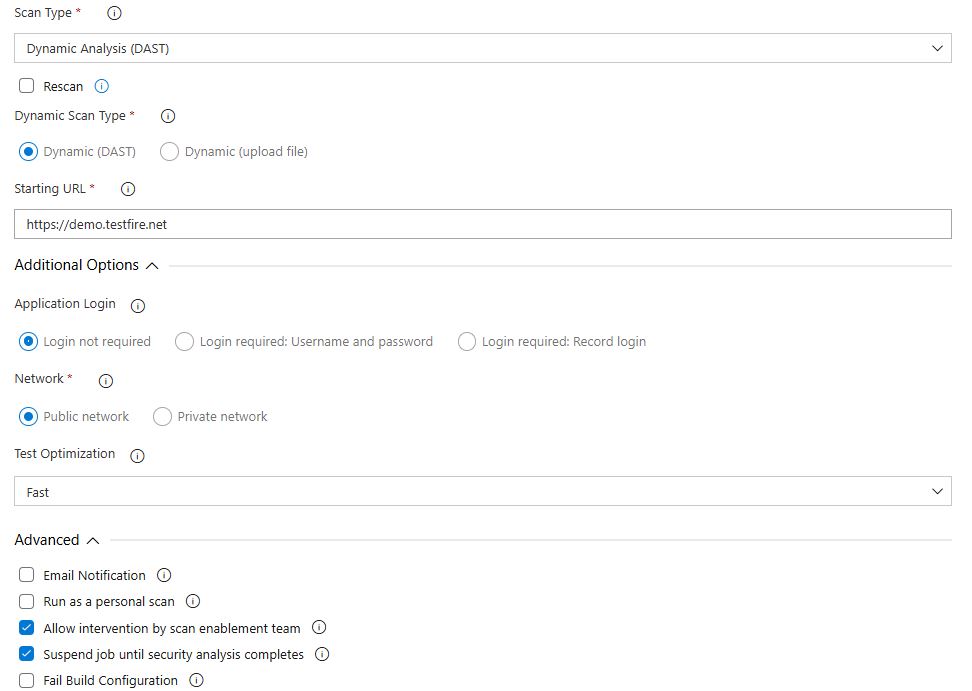 Scan Type *
Dynamic Analysis (DAST)
Rescan
Dynamic Scan Type *
Dynamic (DAST) Dynamic (upload file)
Starting URL *
https://demo.testfire.net
Additional Options
Application Login
Login not required Login required: Username and password Login required: Record login
Network *
Public network Private network
Test Optimization
Fast
Advanced
Email Notification
Run as a personal scan
Allow intervention by scan enablement team
Suspend job until security analysis completes
Fail Build Configuration